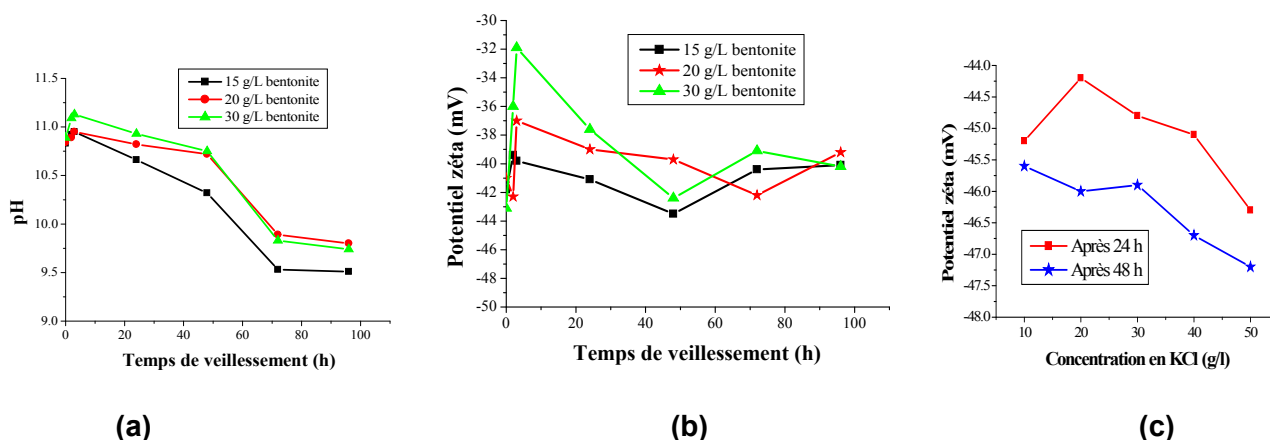 11.5
11.0
10.5
10.0
9.5
9.0
pH
15 g/L bentonite
20 g/L bentonite
30 g/L bentonite
0
20
40
60
80
100
Temps de veillessement (h)
(a)
-30
-32
-34
-36
-38
-40
-42
-44
-46
-48
-50
Potentiel zéta (mV)
15 g/L bentonite
20 g/L bentonite
30 g/L bentonite
0
20
40
60
80
100
Temps de veillessement (h)
(b)
-44.0
-44.5
-45.0
-45.5
-46.0
-46.5
-47.0
-47.5
-48.0
Potentiel zéta (mV)
Après 24 h
Après 48 h
10
20
30
40
50
Concentration en KCl (g/l)
(c)